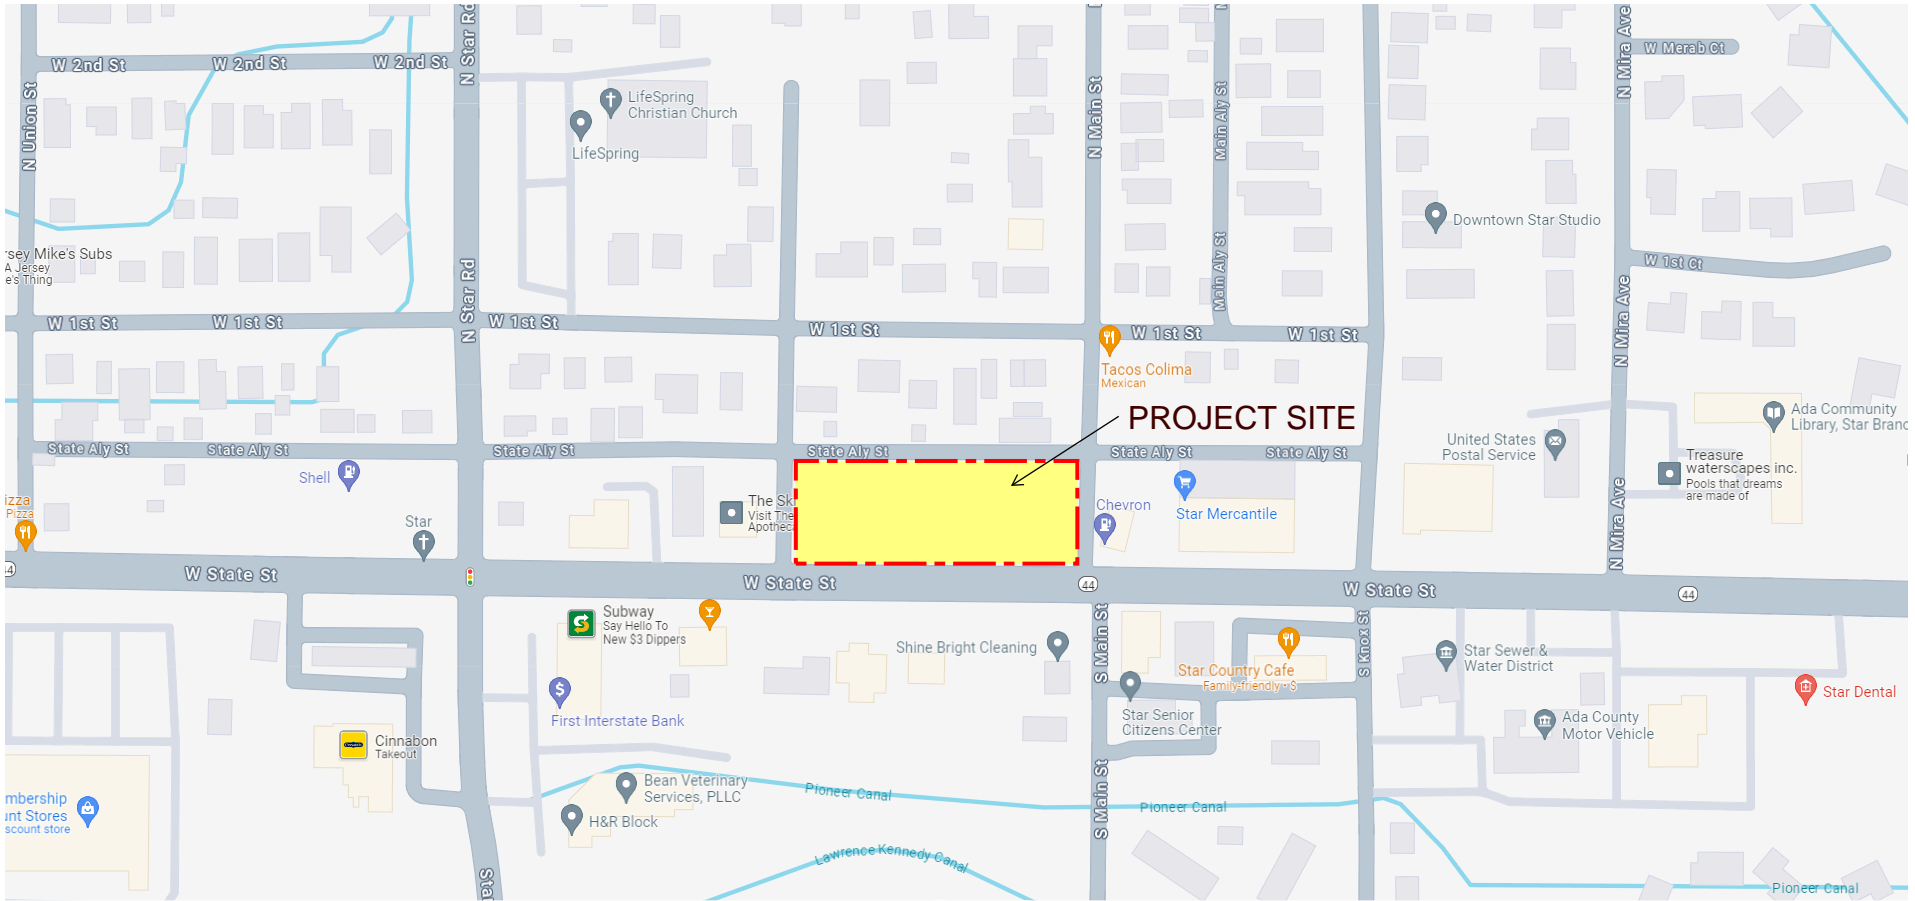 W 2nd St
W 2nd St
W 2nd St
N Star Rd
N Union St
LifeSpring
Christian Church
LifeSpring
N Main St
Main Aly St
N Mira Ave
W Merab Ct
Downtown Star Studio
rsey Mike's Subs
A Jersey
e's Thing
N Star Rd
Main Aly St
W 1st Ct
N Mira Ave
W 1st St
W 1st St
W 1st St
W 1st St
W 1st St
W 1st St
Tacos Colima
Mexican
PROJECT SITE
Ada Community
Library, Star Branc
United States
Postal Service
Treasure
waterscapes inc.
Pools that dreams
are made of
State Aly St
State Aly St
State Aly St
State Aly St
State Aly St
State Aly St
Shell
izza
Pizza
Star
The Ski
Visit The
Apotheca
Chevron
Star Mercantile
N Mira Ave
44
W State St
W State St
44
W State St
44
Subway
Say Hello To
New $3 Dippers
Shine Bright Cleaning
S Main St
Star Country Cafe
Family-friendly • $
S Knox St
Star Sewer &
Water District
Star Dental
First Interstate Bank
Star Senior
Citizens Center
Ada County
Motor Vehicle
Cinnabon
Takeout
Bean Veterinary
Services, PLLC
H&R Block
Pioneer Canal
Pioneer Canal
S Main St
mbership
unt Stores
scount store
Lawrence Kennedy Canal
Pioneer Canal
Sta